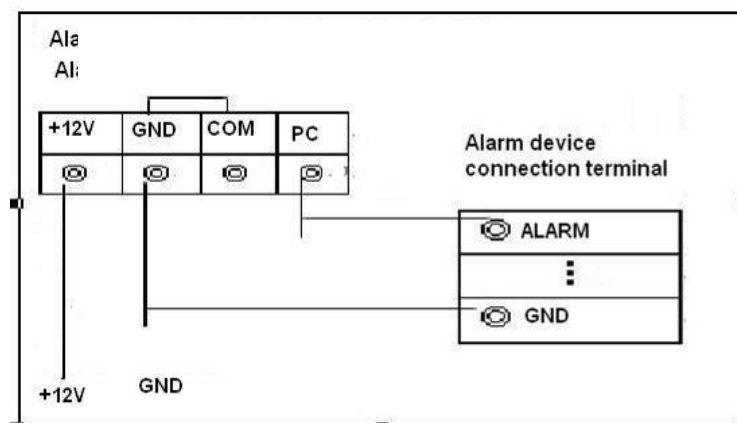 +12V GND COM PC
Alarm device
connection terminal
ALARM
GND
+12V GND